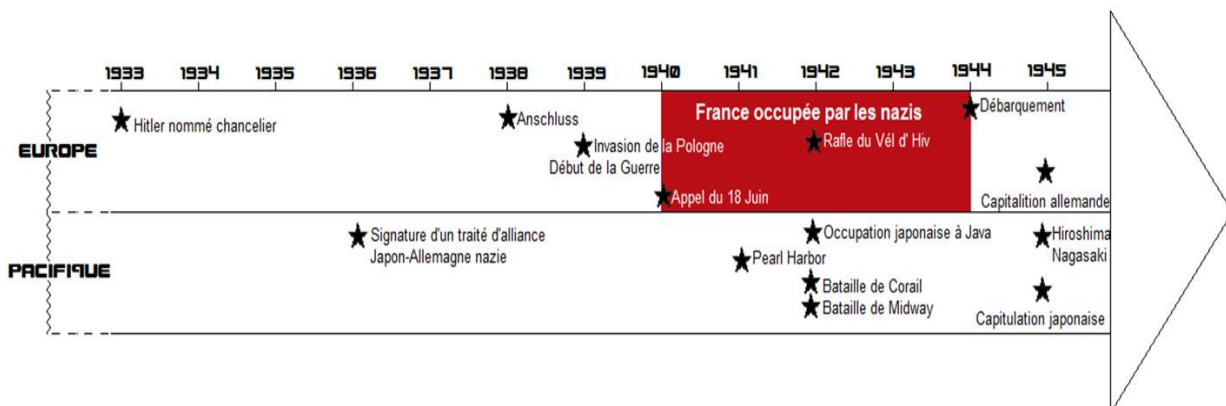 1933 1934 1935 1936 1937 1938 1939 1940 1941 1942 1943 1944 1945
EUROPE
Hitler nommé chancelier
Anschluss
Invasion de la Pologne
Début de la Guerre
France occupée par les nazis
Rafle du Vél d' Hiv
Appel du 18 Juin
Débarquement
Capitalition allemande
PACIFIQUE
Signature d'un traité d'alliance
Japon-Allemagne nazie
Pearl Harbor
Occupation japonaise à Java
Bataille de Corail
Bataille de Midway
Hiroshima
Nagasaki
Capitulation japonaise